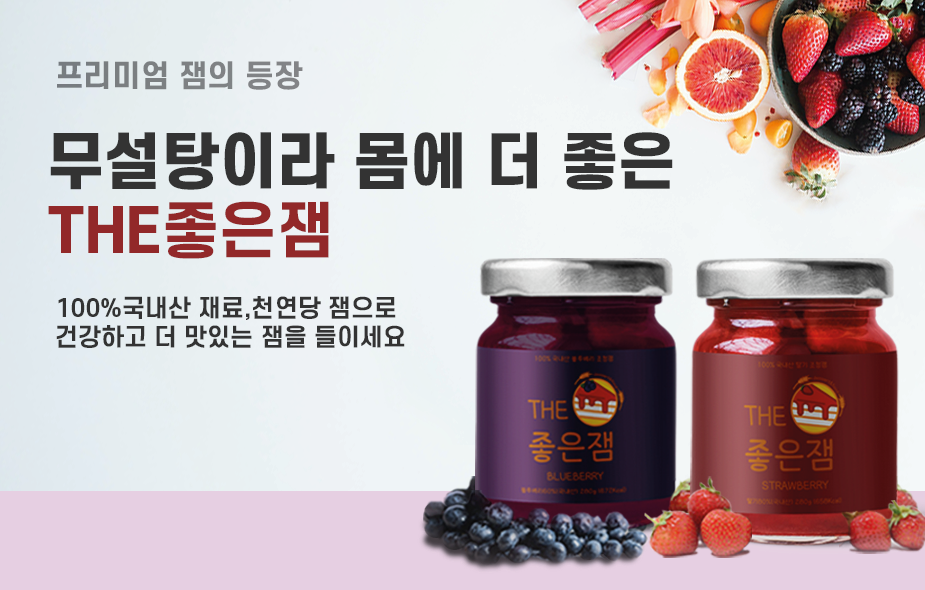 프리미엄 잼의 등장
무설탕이라 몸에 더 좋은
THE좋은잼
100%국내산 재료,천연당 잼으로
건강하고 더 맛있는 잼을 들이세요
THE
좋은잼
BLUEBERRY
THE
좋은잼
STRAWBERRY